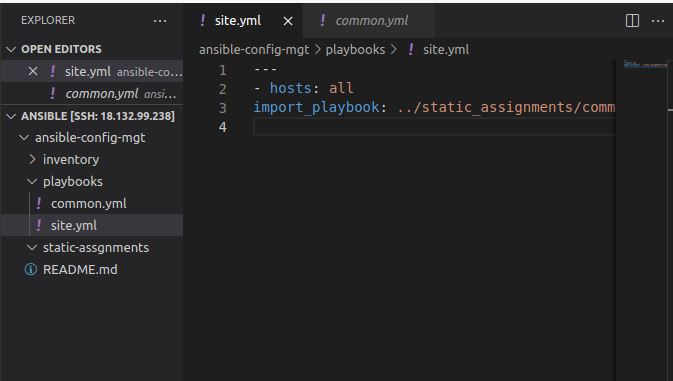 EXPLORER ···
OPEN EDITORS
× ! site.yml ansible-co...
! common.yml ansi...
ANSIBLE [SSH: 18.132.99.238]
ansible-config-mgt
inventory
playbooks
! common.yml
! site.yml
static-assgnments
README.md
! site.yml × ! common.yml ···
ansible-config-mgt > playbooks > ! site.yml
1 ---
2 - hosts: all
3 import_playbook: ../static_assignments/comm
4